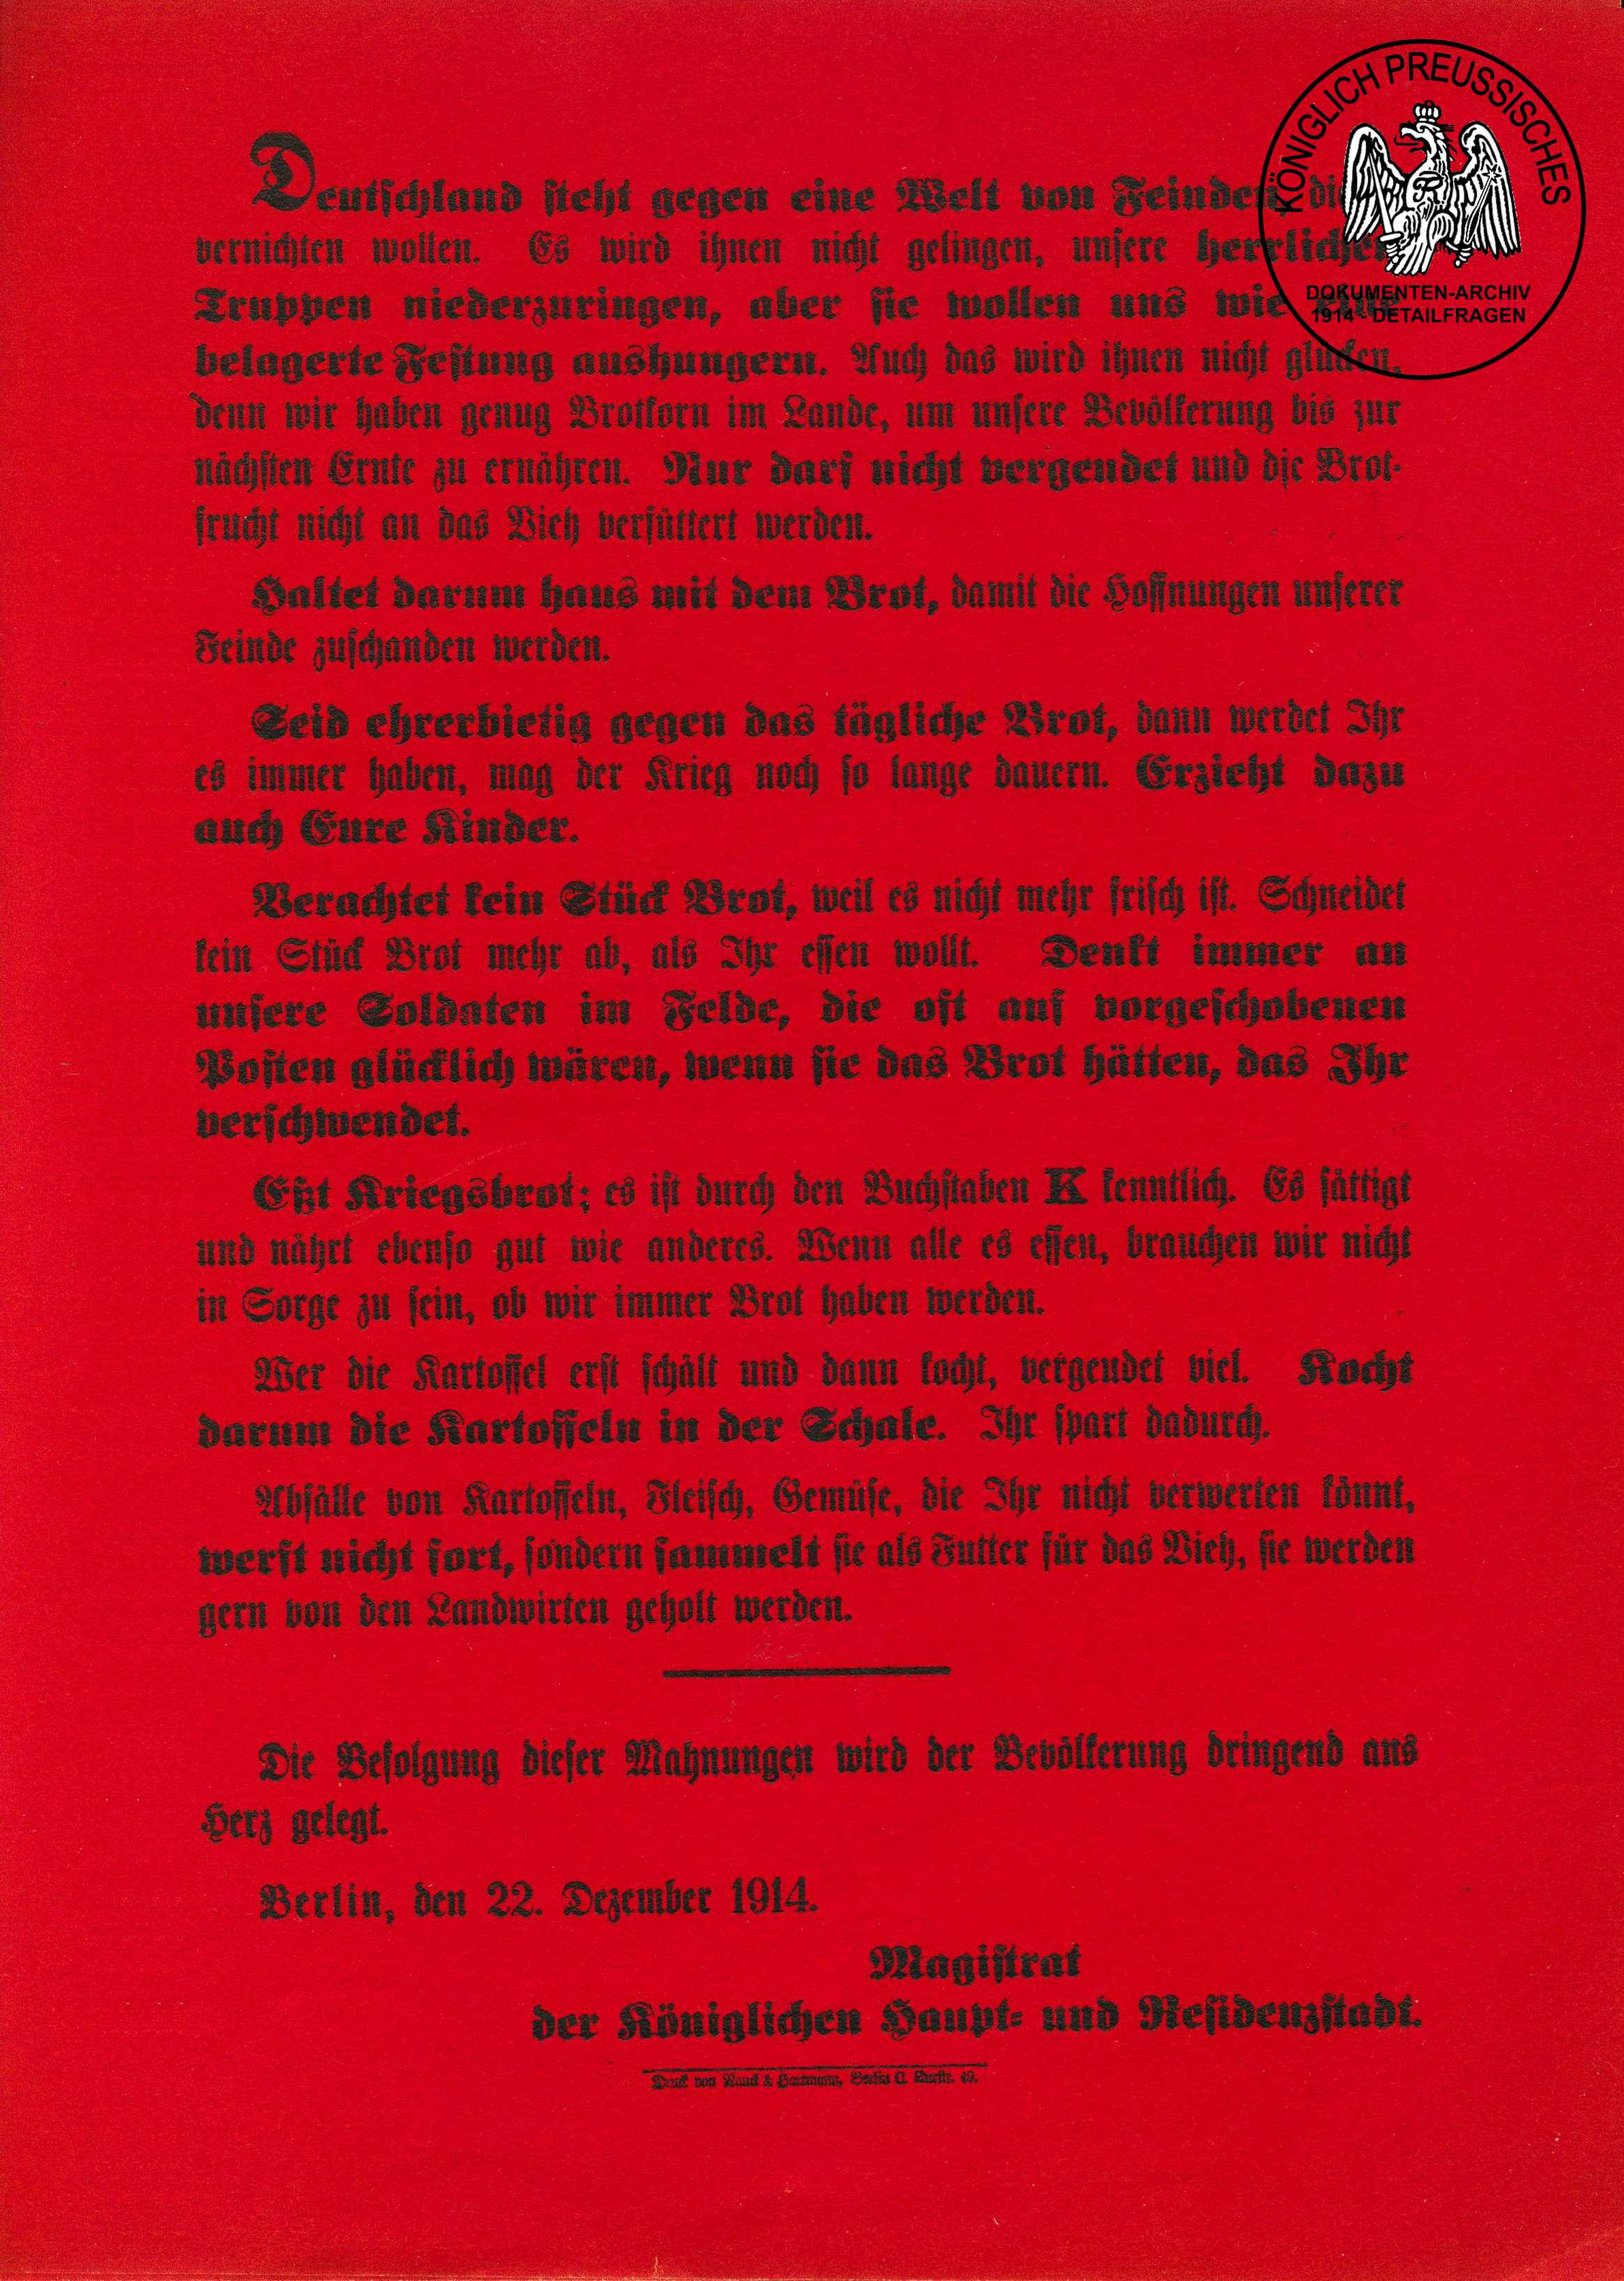 KÖNIGLICH PREUSSISCHES
DOKUMENTEN-ARCHIV
1914 - DETAILFRAGEN
Deutſchland ſteht gegen eine Welt von Feinden, die
vernichten wollen. Es wird ihnen nicht gelingen, unſere herrlichen
Truppen niederzuringen, aber ſie wollen uns wie eine
belagerte Feſtung aushungern. Auch das wird ihnen nicht glücken,
denn wir haben genug Brotkorn im Lande, um unſere Bevölkerung bis zur
nächſten Ernte zu ernähren. Nur darf nicht vergendet und die Brot-
frucht nicht an das Vieh verfüttert werden.
Haltet darum haus mit dem Brot, damit die Hoffnungen unſerer
Feinde zuſchanden werden.
Seid ehrerbietig gegen das tägliche Brot, dann werdet Ihr
es immer haben, mag der Krieg noch ſo lange dauern. Erzieht dazu
auch Eure Kinder.
Verachtet kein Stück Brot, weil es nicht mehr friſch iſt. Schneidet
kein Stück Brot mehr ab, als Ihr eſſen wollt. Denkt immer an
unſere Soldaten im Felde, die oft auf vorgeſchobenen
Poſten glücklich wären, wenn ſie das Brot hätten, das Ihr
verſchwendet.
Eßt Kriegsbrot; es iſt durch den Buchſtaben K kenntlich. Es ſättigt
und nährt ebenſo gut wie anderes. Wenn alle es eſſen, brauchen wir nicht
in Sorge zu ſein, ob wir immer Brot haben werden.
Wer die Kartoffel erſt ſchält und dann kocht, vergeudet viel. Kocht
darum die Kartoffeln in der Schale. Ihr ſpart dadurch.
Abfälle von Kartoffeln, Fleiſch, Gemüſe, die Ihr nicht verwerten könnt,
werft nicht fort, ſondern ſammelt ſie als Futter für das Vieh, ſie werden
gern von den Landwirten geholt werden.
Die Befolgung dieſer Mahnungen wird der Bevölkerung dringend ans
Herz gelegt.
Berlin, den 22. Dezember 1914.
Magiſtrat
der Königlichen Haupt- und Reſidenzſtadt.
Druck von & Hartmann, Berlin C.